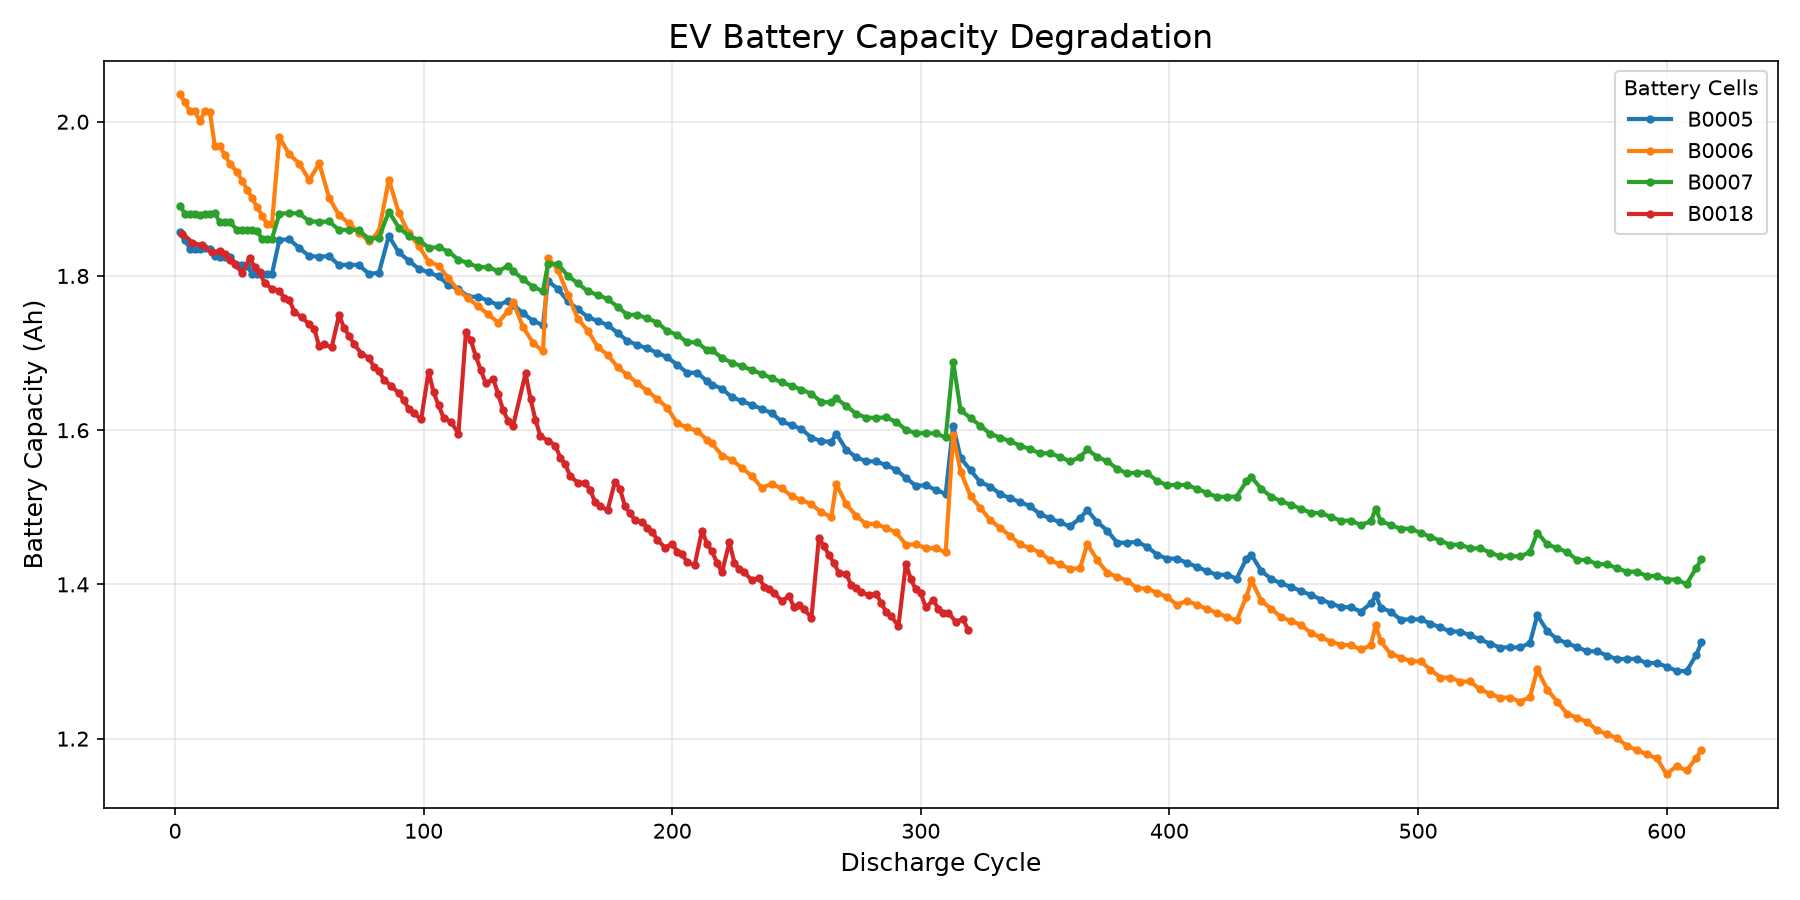 EV Battery Capacity Degradation
Battery Cells
B0005
B0006
B0007
B0018
Battery Capacity (Ah)
2.0
1.8
1.6
1.4
1.2
0 100 200 300 400 500 600
Discharge Cycle